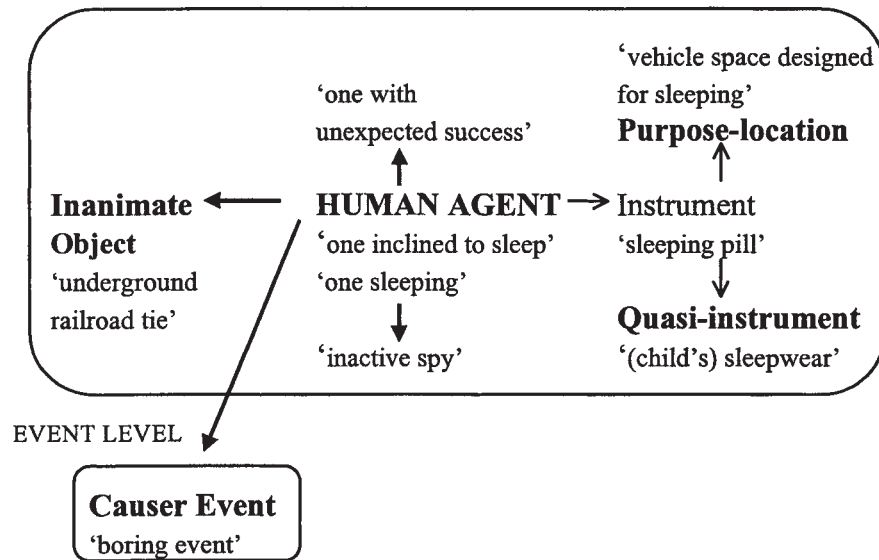 ‘vehicle space designed
for sleeping’
Purpose-location
‘one with
unexpected success’
Inanimate
Object
‘underground
railroad tie’
HUMAN AGENT
‘one inclined to sleep’
‘one sleeping’
‘inactive spy’
Instrument
‘sleeping pill’
Quasi-instrument
‘(child’s) sleepwear’
EVENT LEVEL
Causer Event
‘boring event’